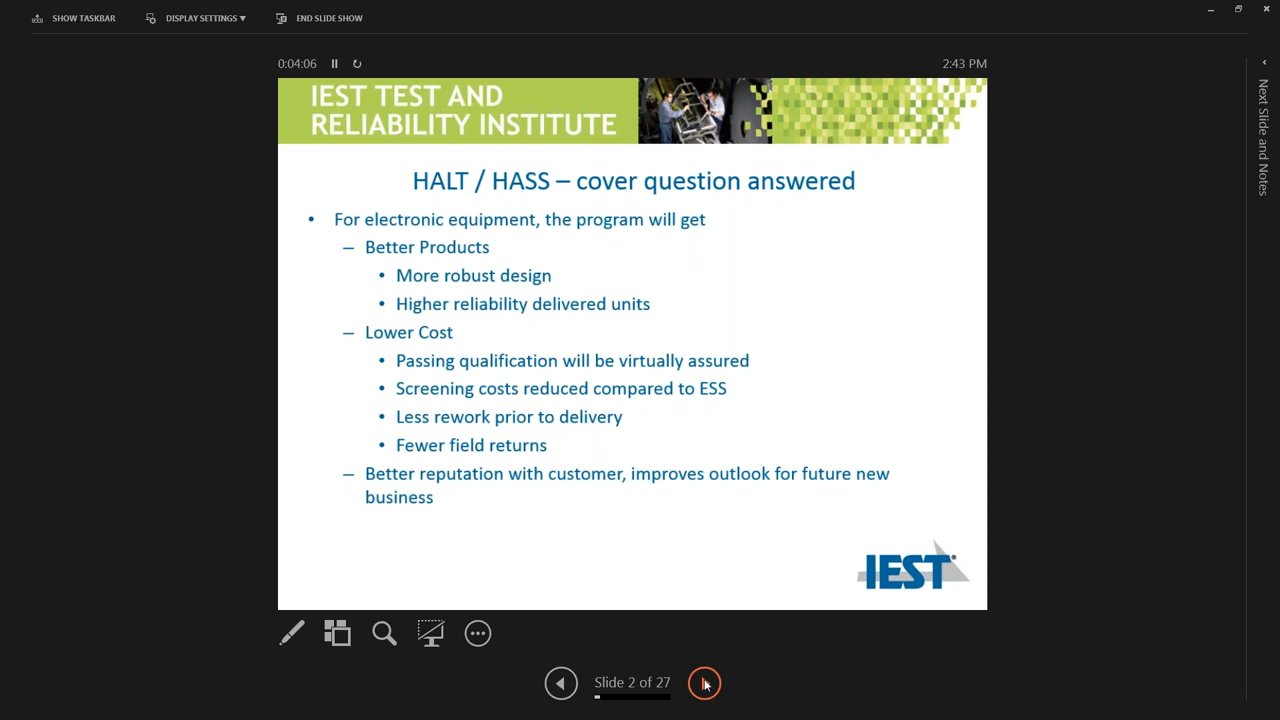 SHOW TASKBAR
DISPLAY SETTINGS ▼
END SLIDE SHOW
0:04:06
2:43 PM
IEST TEST AND
RELIABILITY INSTITUTE
HALT / HASS – cover question answered
• For electronic equipment, the program will get
– Better Products
• More robust design
• Higher reliability delivered units
– Lower Cost
• Passing qualification will be virtually assured
• Screening costs reduced compared to ESS
• Less rework prior to delivery
• Fewer field returns
– Better reputation with customer, improves outlook for future new
business
IEST®
Slide 2 of 27
Next Slide and Notes